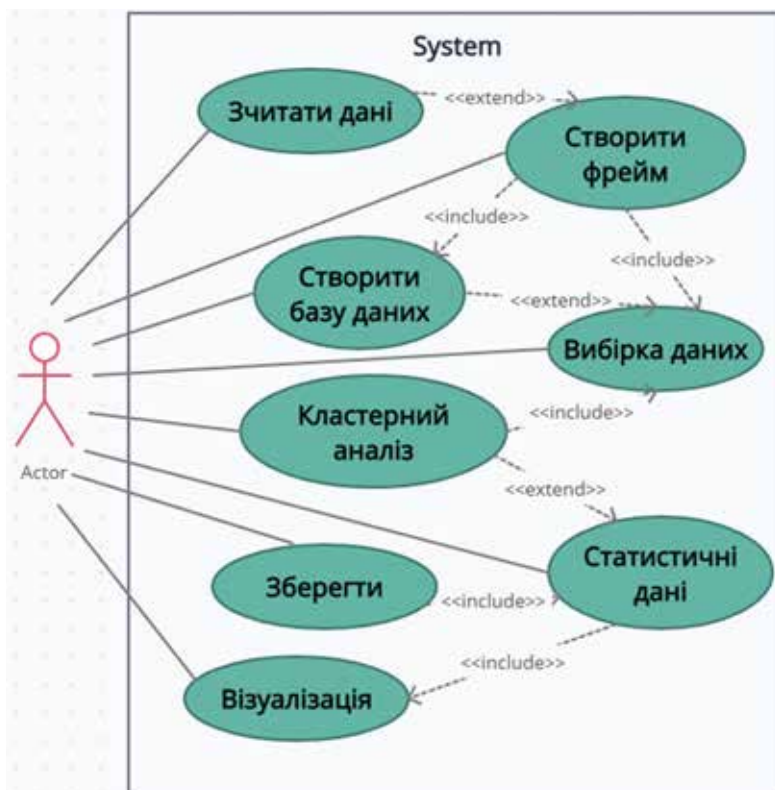 System
Зчитати дані
<<extend>>
Створити
фрейм
<<include>>
<<include>>
Створити
базу даних
<<extend>>
Вибірка даних
Кластерний
аналіз
<<include>>
<<extend>>
Actor
Статистичні
дані
Зберегти
<<include>>
<<include>>
Візуалізація